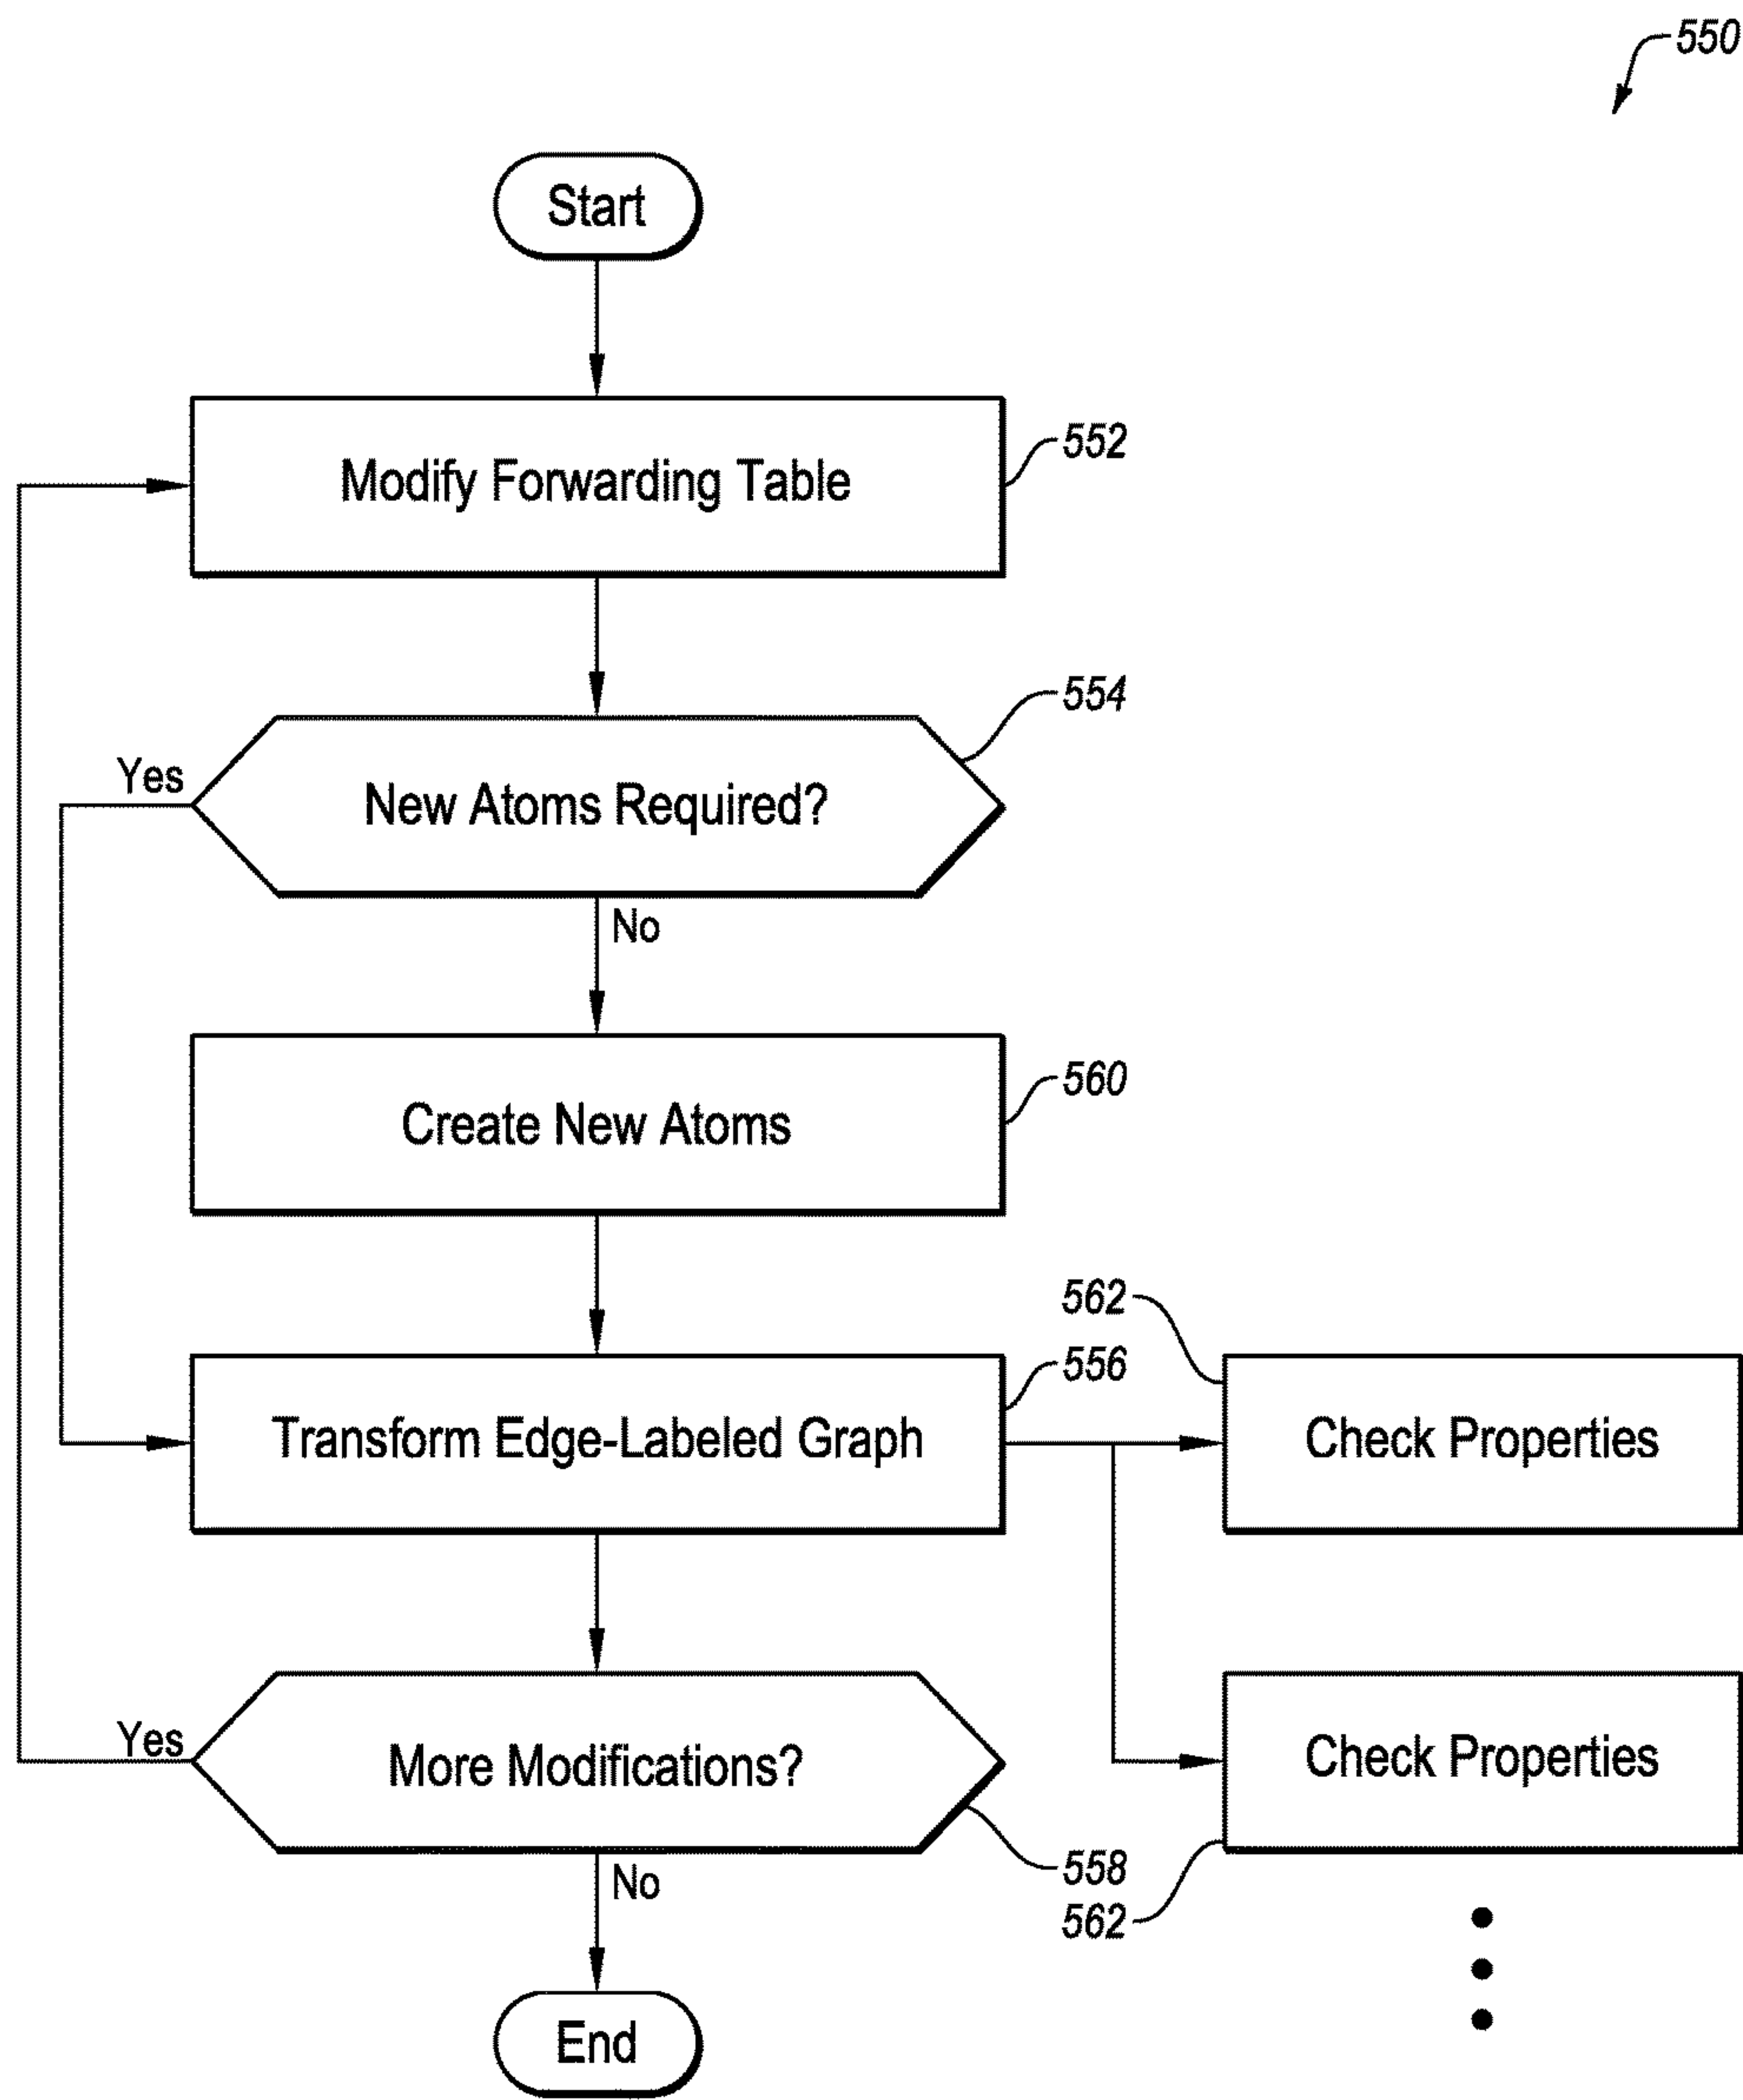 550
Start
552
Modify Forwarding Table
554
Yes
New Atoms Required?
No
560
Create New Atoms
562
556
Transform Edge-Labeled Graph
Check Properties
Yes
More Modifications?
Check Properties
558
No
562
End